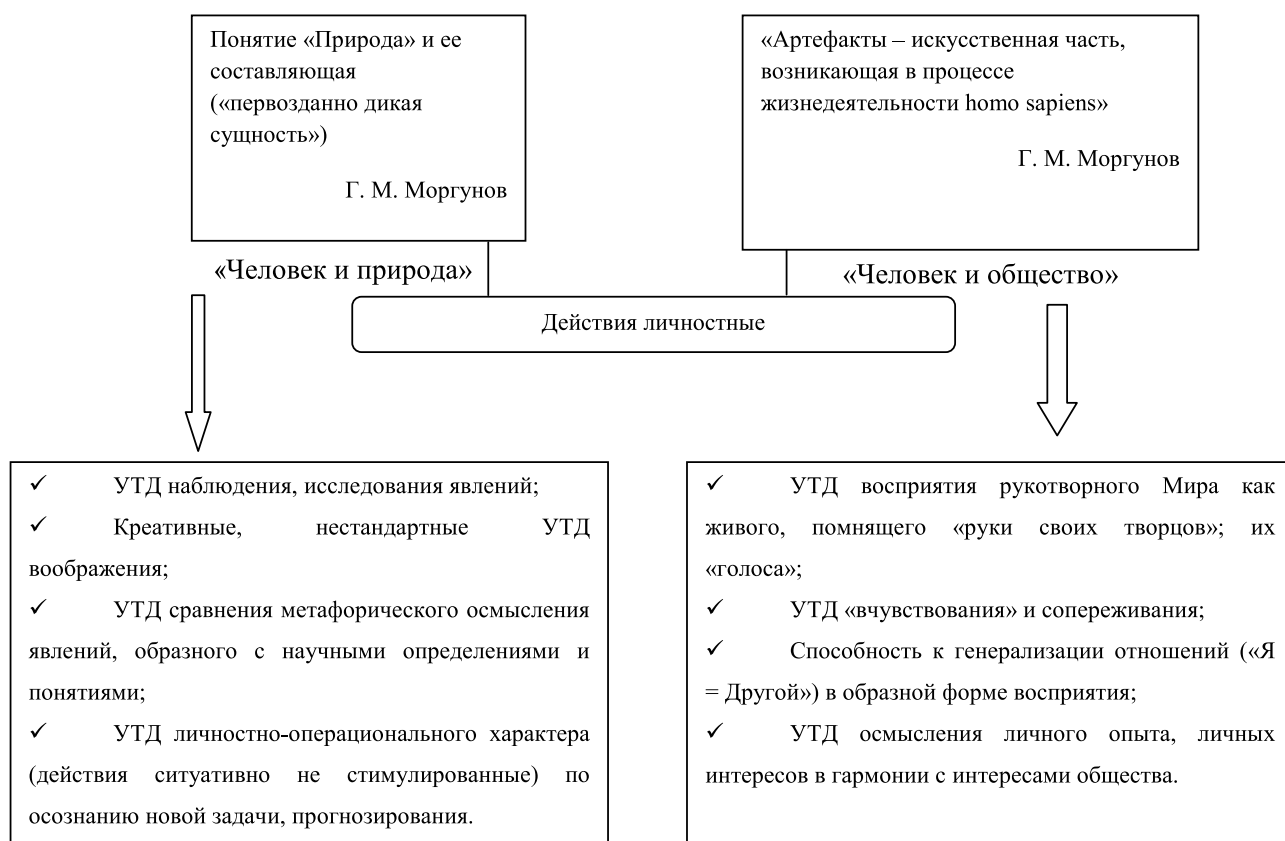 Понятие «Природа» и ее
составляющая
(«первозданно дикая
сущность»)
Г. М. Моргунов
«Артефакты – искусственная часть,
возникающая в процессе
жизнедеятельности homo sapiens»
Г. М. Моргунов
«Человек и природа»
«Человек и общество»
Действия личностные
✓ УТД наблюдения, исследования явлений;
✓ Креативные, нестандартные УТД
воображения;
✓ УТД сравнения метафорического осмысления
явлений, образного с научными определениями и
понятиями;
✓ УТД личностно-операционального характера
(действия ситуативно не стимулированные) по
осознанию новой задачи, прогнозирования.
✓ УТД восприятия рукотворного Мира как
живого, помнящего «руки своих творцов»; их
«голоса»;
✓ УТД «вчувствования» и сопереживания;
✓ Способность к генерализации отношений («Я
= Другой») в образной форме восприятия;
✓ УТД осмысления личного опыта, личных
интересов в гармонии с интересами общества.